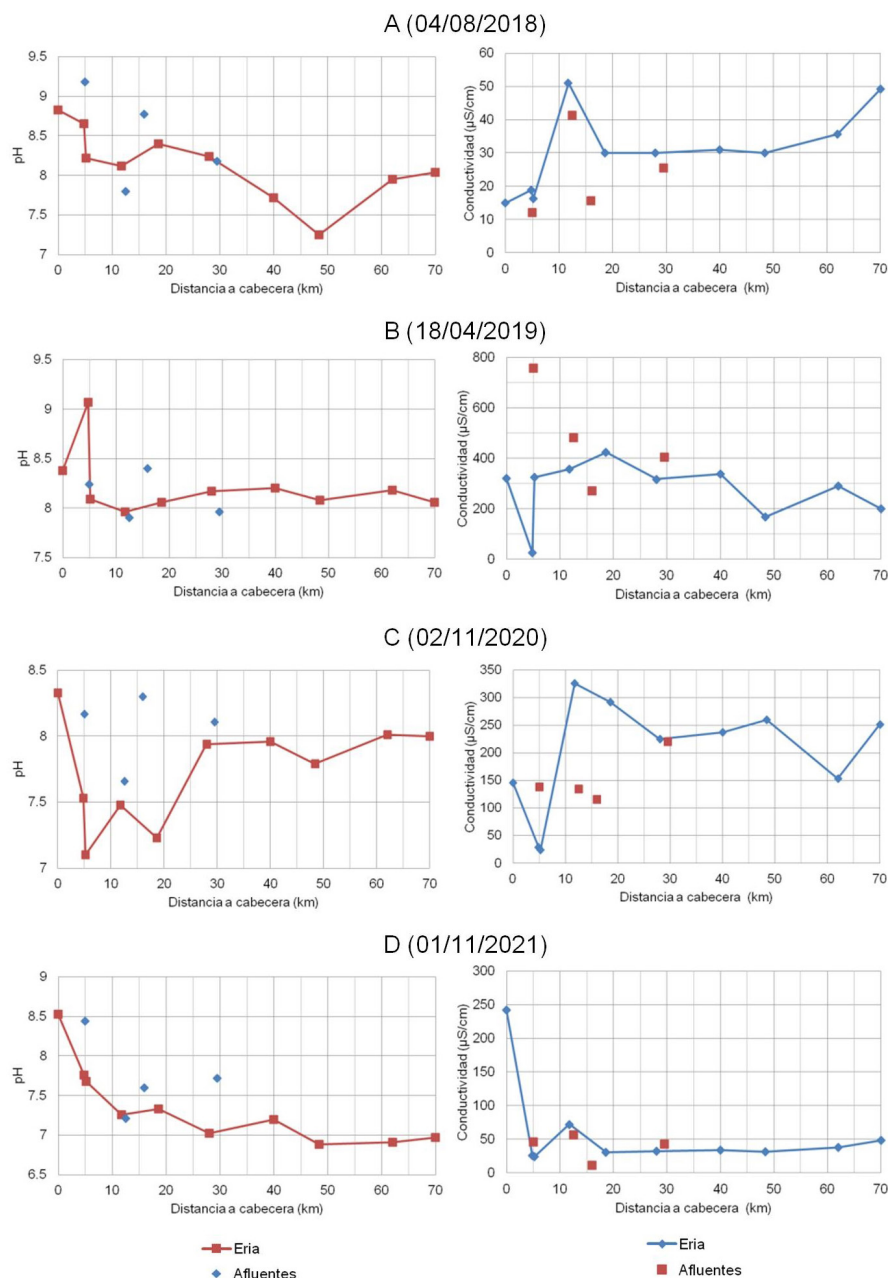 A (04/08/2018)
9.5
9
8.5
8
7.5
7
pH
0 10 20 30 40 50 60 70
Distancia a cabecera (km)
60
50
40
30
20
10
0
Conductividad (µS/cm)
0 10 20 30 40 50 60 70
Distancia a cabecera (km)
B (18/04/2019)
9.5
9
8.5
8
7.5
pH
0 10 20 30 40 50 60 70
Distancia a cabecera (km)
800
600
400
200
0
Conductividad (µS/cm)
0 10 20 30 40 50 60 70
Distancia a cabecera (km)
C (02/11/2020)
8.5
8
7.5
7
pH
0 10 20 30 40 50 60 70
Distancia a cabecera (km)
350
300
250
200
150
100
50
0
Conductividad (µS/cm)
0 10 20 30 40 50 60 70
Distancia a cabecera (km)
D (01/11/2021)
9
8.5
8
7.5
7
6.5
pH
0 10 20 30 40 50 60 70
Distancia a cabecera (km)
300
250
200
150
100
50
0
Conductividad (µS/cm)
0 10 20 30 40 50 60 70
Distancia a cabecera (km)
Eria
Afluentes
Eria
Afluentes